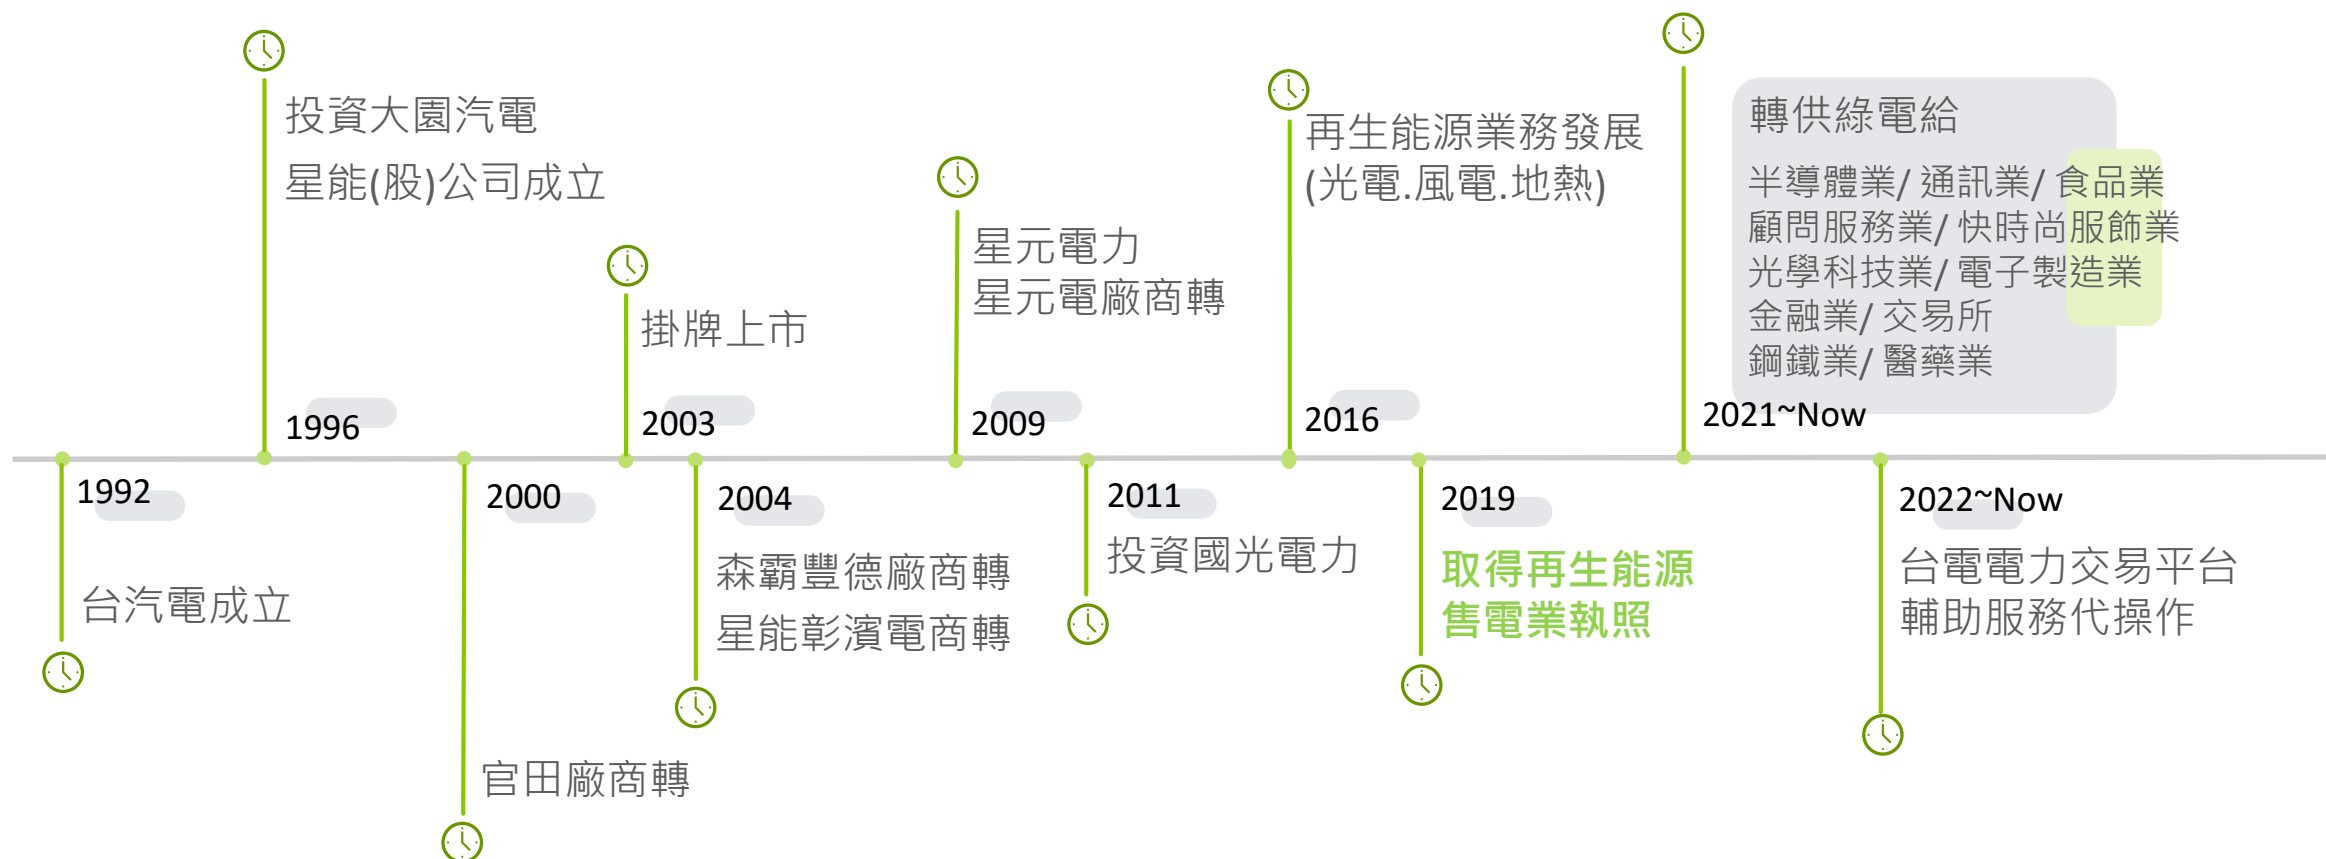 1992
台汽電成立
投資大園汽電
星能(股)公司成立
1996
2000
官田廠商轉
掛牌上市
2003
2004
森霸豐德廠商轉
星能彰濱電商轉
星元電力
星元電廠商轉
2009
2011
投資國光電力
再生能源業務發展
(光電.風電.地熱)
2016
2019
取得再生能源
售電業執照
轉供綠電給
半導體業/ 通訊業/ 食品業
顧問服務業/ 快時尚服飾業
光學科技業/ 電子製造業
金融業/ 交易所
鋼鐵業/ 醫藥業
2021~Now
2022~Now
台電電力交易平台
輔助服務代操作